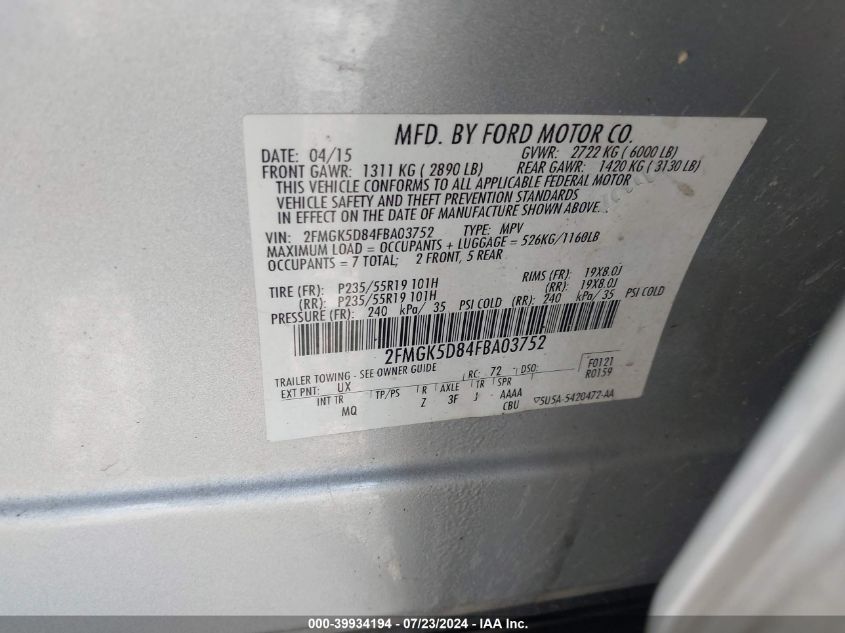 MFD. BY FORD MOTOR CO.
DATE: 04/15 GVWR: 2722 KG ( 6000 LB)
FRONT GAWR: 1311 KG ( 2890 LB) REAR GAWR: 1420 KG ( 3130 LB)
THIS VEHICLE CONFORMS TO ALL APPLICABLE FEDERAL MOTOR
VEHICLE SAFETY AND THEFT PREVENTION STANDARDS
IN EFFECT ON THE DATE OF MANUFACTURE SHOWN ABOVE..
VIN: 2FMGK5D84FBA03752 TYPE: MPV
MAXIMUM LOAD = OCCUPANTS + LUGGAGE = 526KG/1160LB
OCCUPANTS = 7 TOTAL; 2 FRONT, 5 REAR
TIRE (FR): P235/55R19 101H RIMS (FR): 19X8.0J
(RR): P235/55R19 101H (RR): 19X8.0J
PRESSURE (FR): 240 kPa/ 35 PSI COLD (RR): 240 kPa/ 35 PSI COLD
2FMGK5D84FBA03752
TRAILER TOWING - SEE OWNER GUIDE
F0121
R0159
EXT PNT: UX RC: 72 DSO:
INT TR TP/PS R AXLE TR SPR
MQ Z 3F J AAAA
CBU 5U5A-5420472-AA
000-39934194 - 07/23/2024 - IAA Inc.